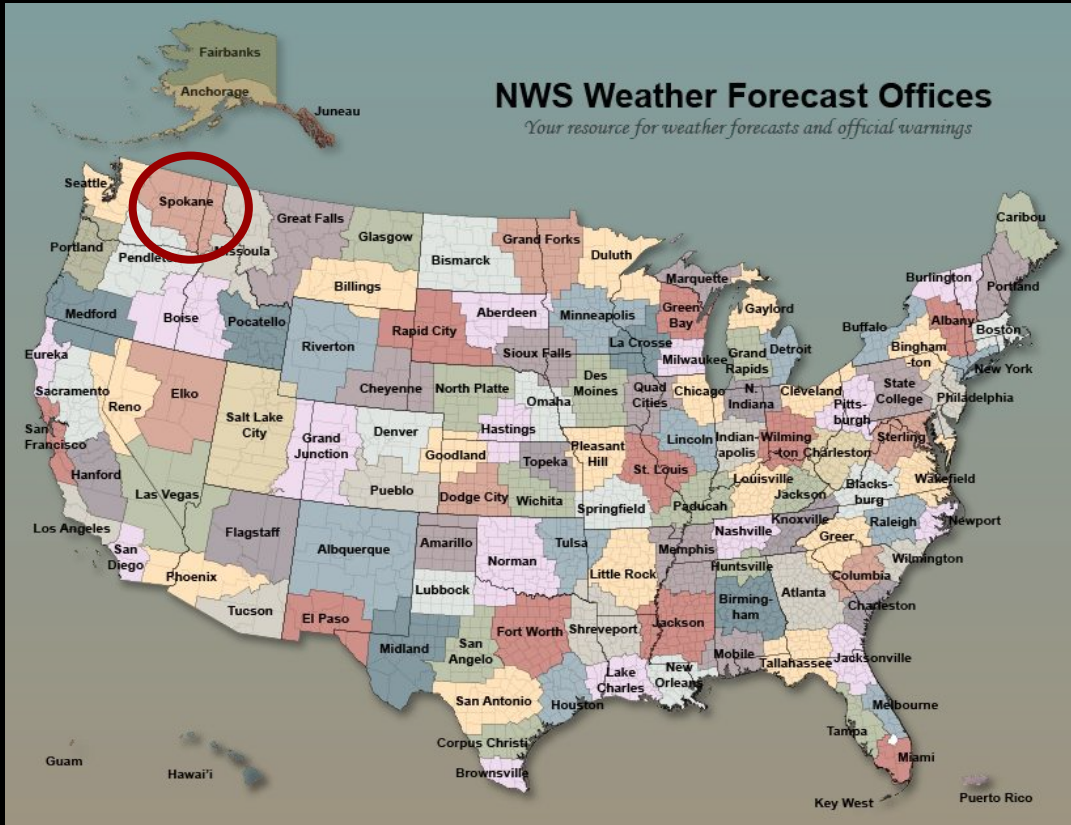 Fairbanks
Anchorage
Juneau
NWS Weather Forecast Offices
Your resource for weather forecasts and official warnings
Seattle
Spokane
Great Falls
Glasgow
Caribou
Portland
Pendleton
Missoula
Bismarck
Grand Forks
Duluth
Billings
Marquette
Burlington
Portland
Medford
Boise
Pocatello
Riverton
Rapid City
Aberdeen
Minneapolis
Green
Bay
Gaylord
Buffalo
Albany
Boston
Eureka
La Crosse
Sioux Falls
Milwaukee
Grand
Rapids
Detroit
Bingham
-ton
New York
Sacramento
Reno
Elko
Salt Lake
City
Cheyenne
North Platte
Omaha
Des
Moines
Quad
Cities
Chicago
N.
Indiana
Cleveland
Pitts-
burgh
State
College
Philadelphia
San
Francisco
Grand
Junction
Denver
Hastings
Goodland
Topeka
Pleasant
Hill
Lincoln
Indian-
apolis
Wilming
-ton
Charleston
Sterling
Hanford
Las Vegas
Pueblo
Dodge City
Wichita
St. Louis
Springfield
Paducah
Louisville
Jackson
Blacks-
burg
Wakefield
Los Angeles
Flagstaff
Albquerque
Amarillo
Norman
Tulsa
Nashville
Knoxville
Raleigh
Newport
San
Diego
Phoenix
Tucson
Lubbock
Little Rock
Memphis
Huntsville
Greer
Columbia
Wilmington
El Paso
Midland
San
Angelo
Fort Worth
Shreveport
Jackson
Birming-
ham
Atlanta
Charleston
San Antonio
Houston
Lake
Charles
New
Orleans
Mobile
Tallahassee
Jacksonville
Corpus Christi
Brownsville
Melbourne
Tampa
Miami
Guam
Hawai'i
Key West
Puerto Rico